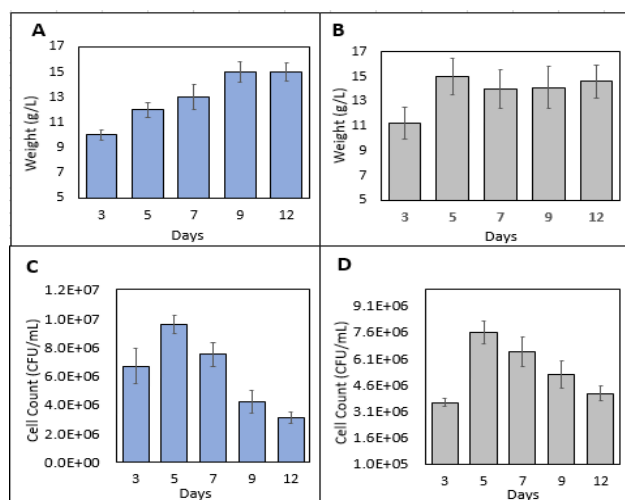 A
17
15
13
11
9
7
5
Weight (g/L)
3 5 7 9 12
Days
B
17
15
13
11
9
7
5
Weight (g/L)
3 5 7 9 12
Days
C
1.2E+07
1.0E+07
8.0E+06
6.0E+06
4.0E+06
2.0E+06
0.0E+00
Cell Count (CFU/mL)
3 5 7 9 12
Days
D
9.1E+06
7.6E+06
6.1E+06
4.6E+06
3.1E+06
1.6E+06
1.0E+05
Cell Count (CFU/mL)
3 5 7 9 12
Days